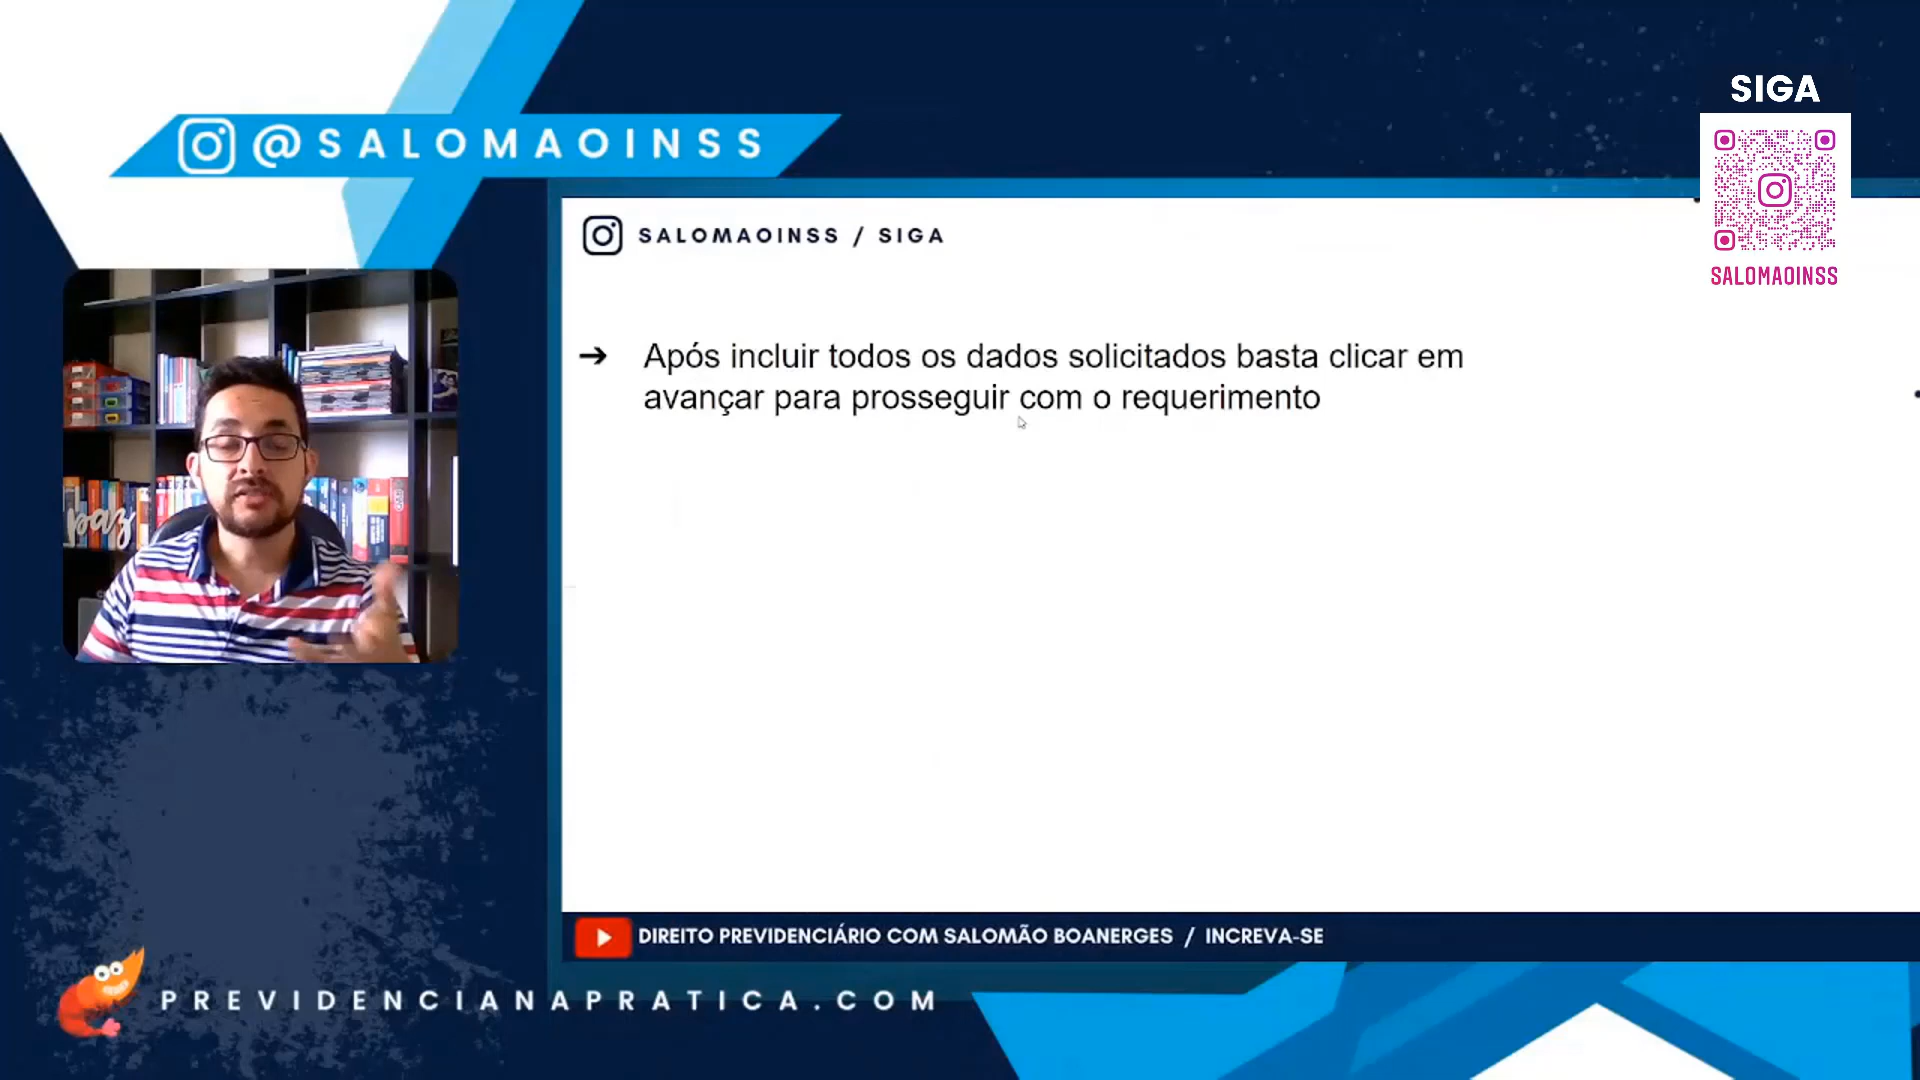 SIGA
@SALOMAOINSS
SALOMAOINSS / SIGA
SALOMAOINSS
➔ Após incluir todos os dados solicitados basta clicar em
avançar para prosseguir com o requerimento
paz
DIREITO PREVIDENCIÁRIO COM SALOMÃO BOANERGES / INCREVA-SE
PREVIDENCIANAPRATICA.COM